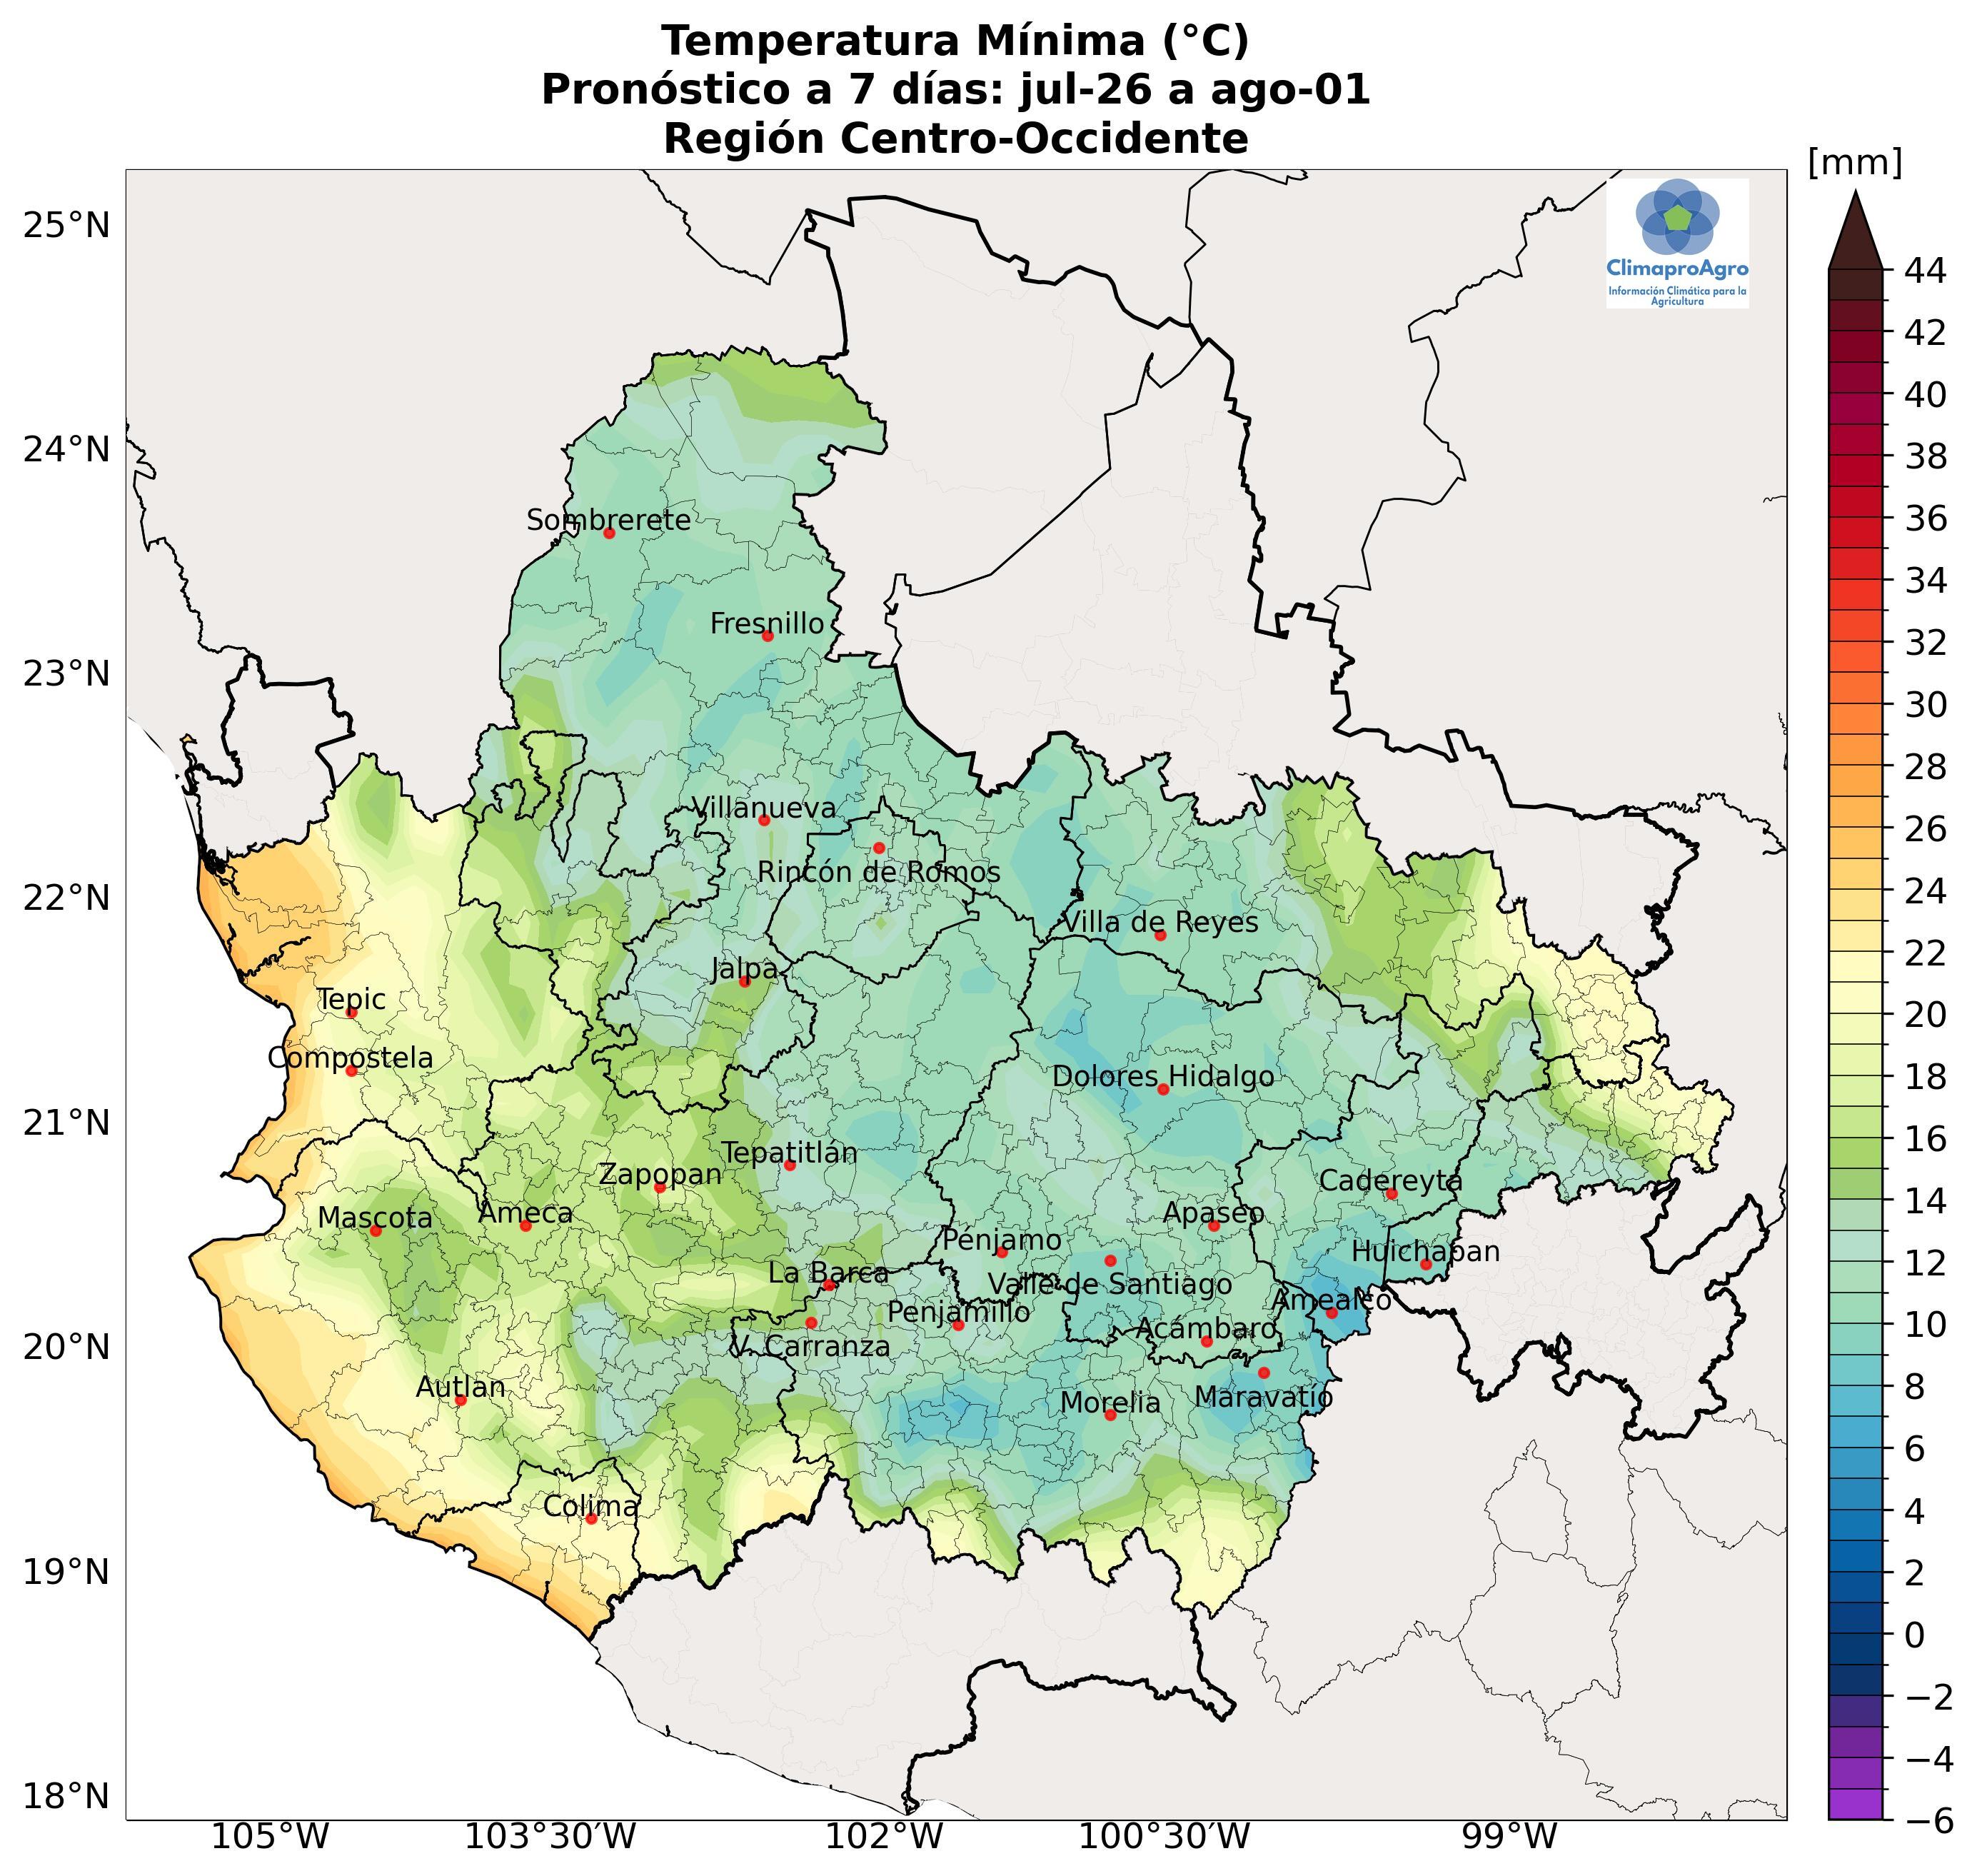 Temperatura Mínima (°C)
Pronóstico a 7 días: jul-26 a ago-01
Región Centro-Occidente
[mm]
25°N
24°N
23°N
22°N
21°N
20°N
19°N
18°N
ClimaproAgro
Información Climática para la
Agricultura
Sombrerete
Fresnillo
Villanueva
Rincón de Romos
Villa de Reyes
Jalpa
Tepic
Compostela
Dolores Hidalgo
Tepatitlán
Zapopan
Cadereyta
Mascota
Ameca
Apaseo
Pénjamo
Huichapan
La Barca
Valle de Santiago
Amealco
Penjamillo
Acámbaro
V. Carranza
Autlan
Morelia
Maravatío
Colima
105°W
103°30'W
102°W
100°30'W
99°W
44
42
40
38
36
34
32
30
28
26
24
22
20
18
16
14
12
10
8
6
4
2
0
−2
−4
−6